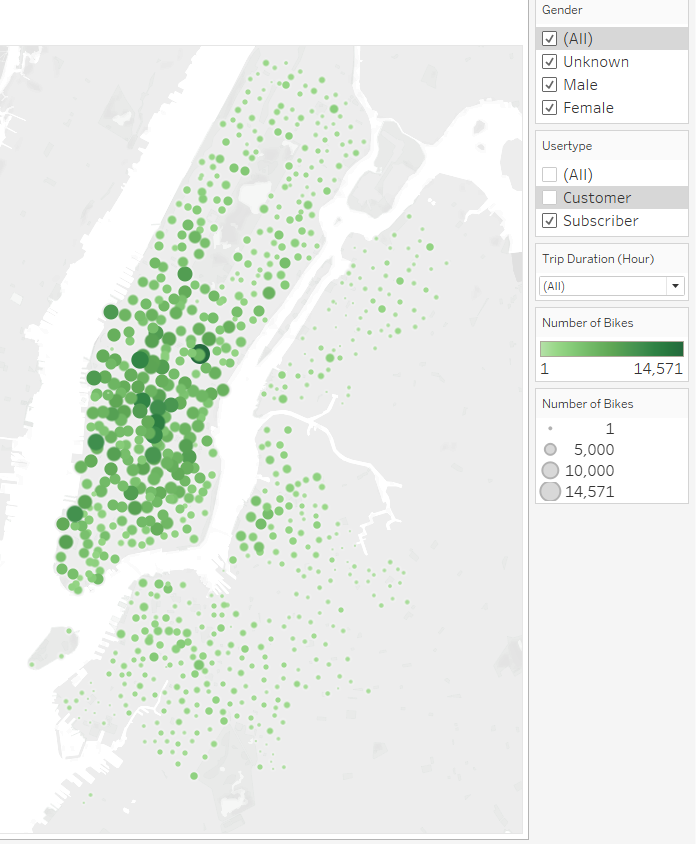 Gender
(All)
Unknown
Male
Female
Usertype
(All)
Customer
Subscriber
Trip Duration (Hour)
(All)
Number of Bikes
1 14,571
Number of Bikes
1
5,000
10,000
14,571